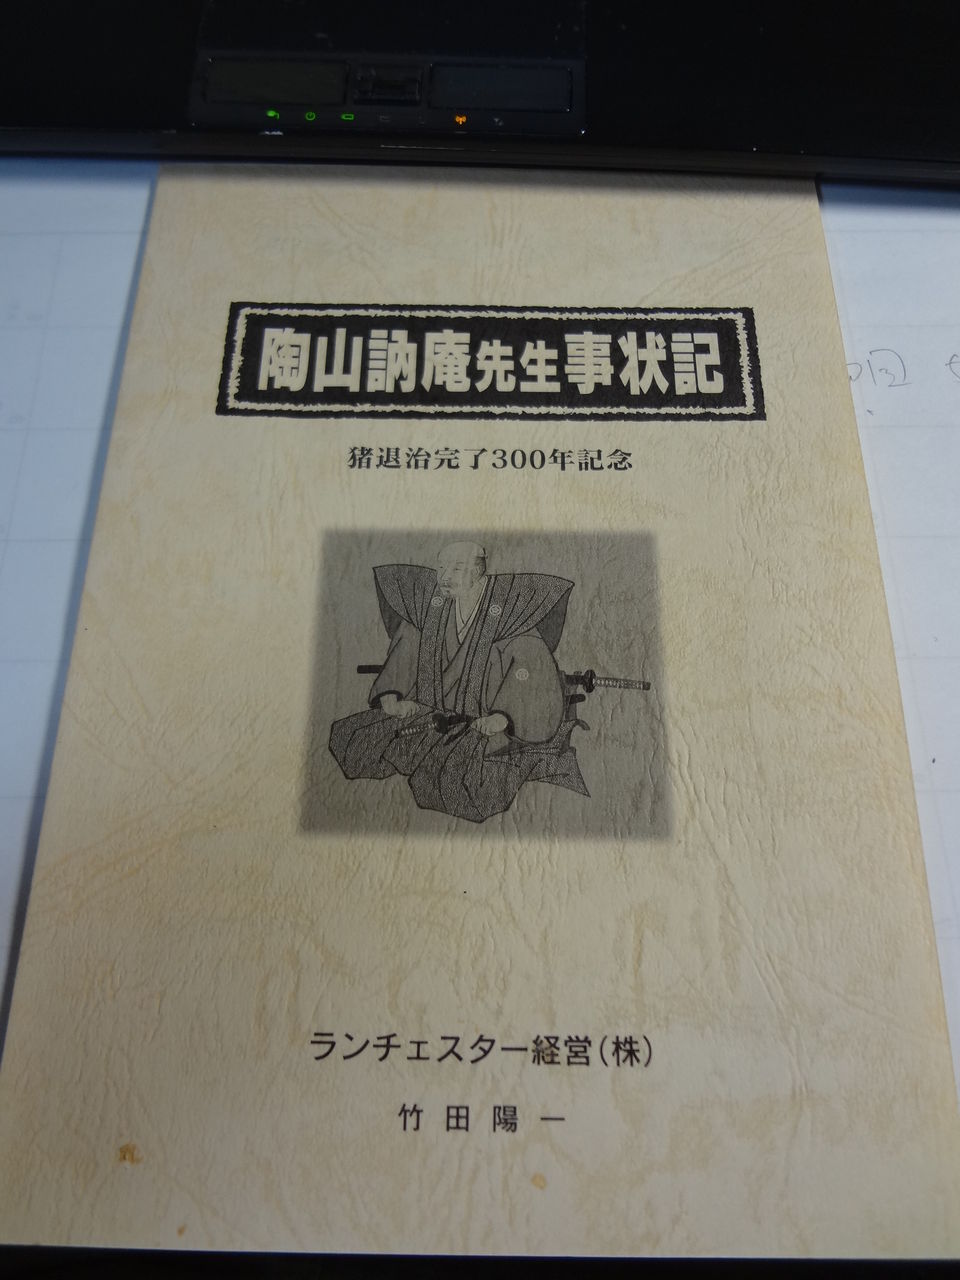 陶山訥庵先生事状記
猪退治完了300年記念
ランチェスター経営(株)
竹田陽一